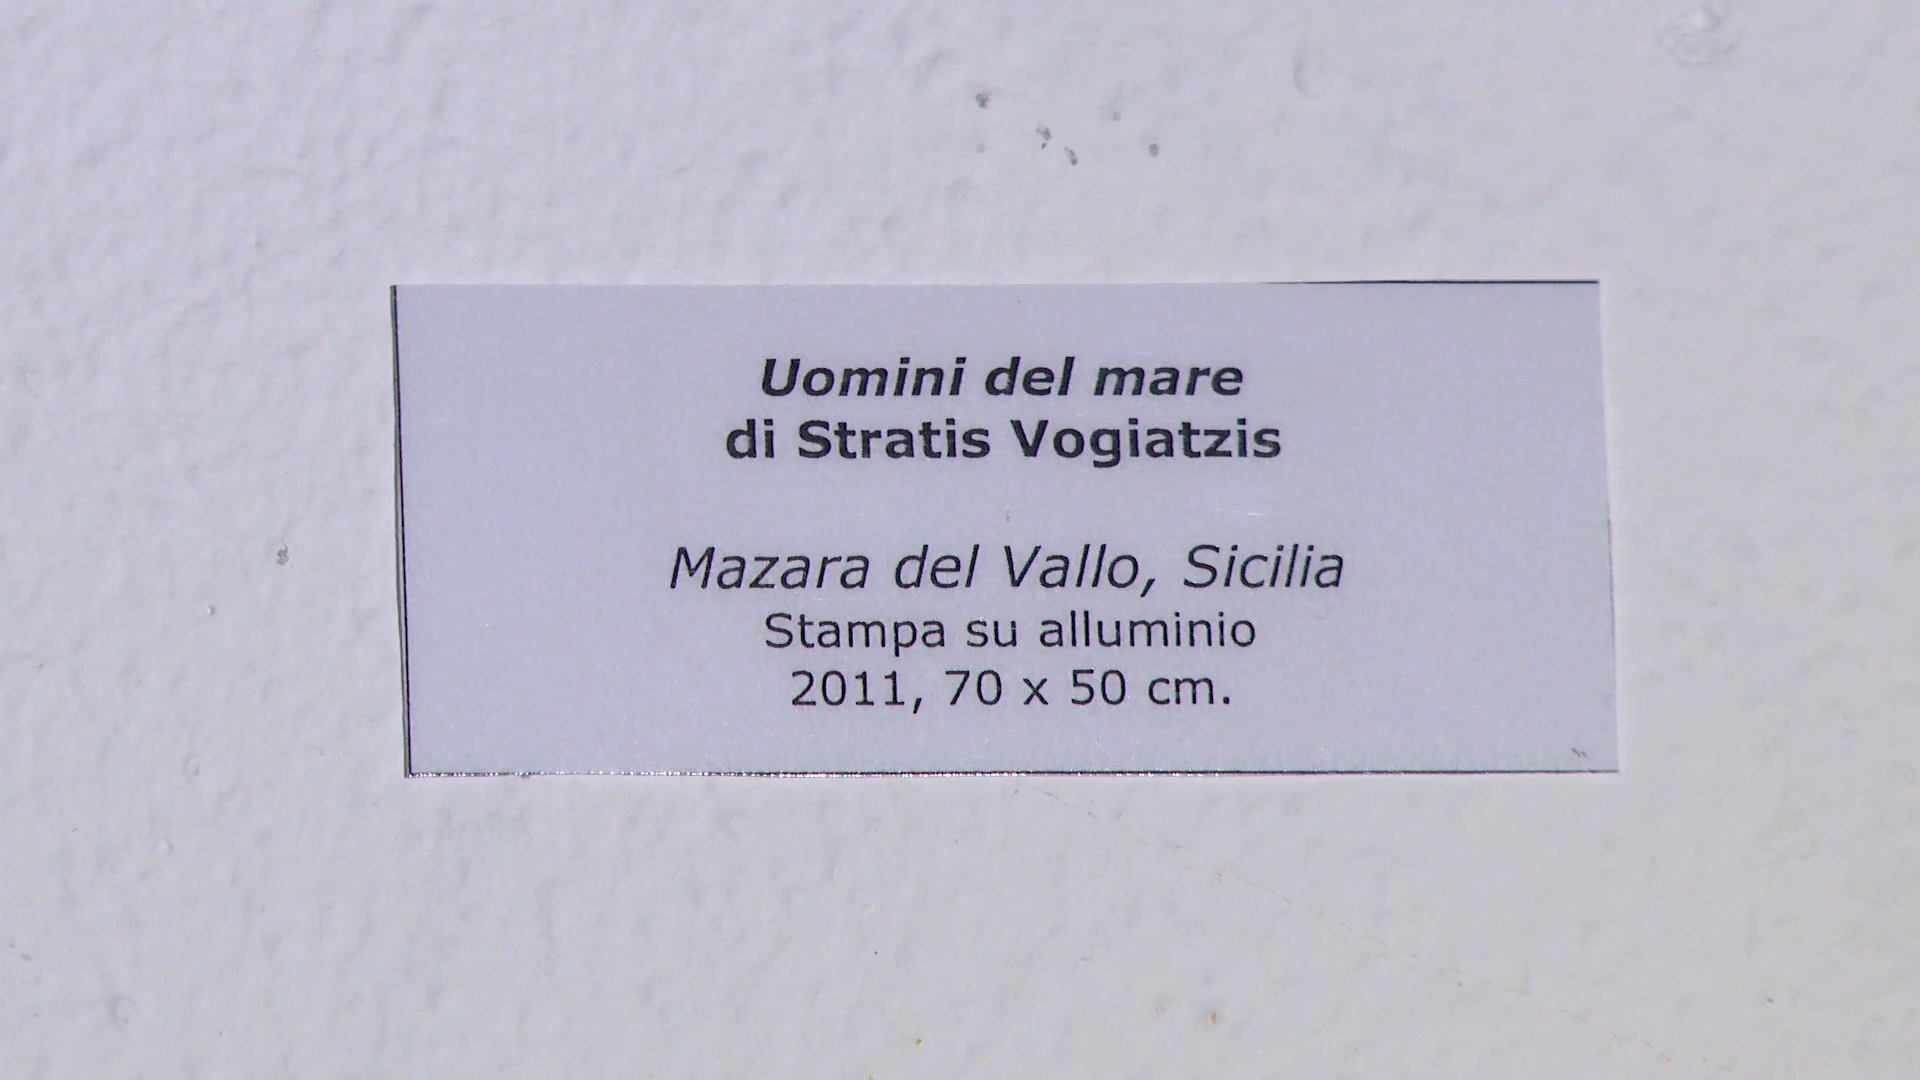 Uomini del mare
di Stratis Vogiatzis
Mazara del Vallo, Sicilia
Stampa su alluminio
2011, 70 x 50 cm.